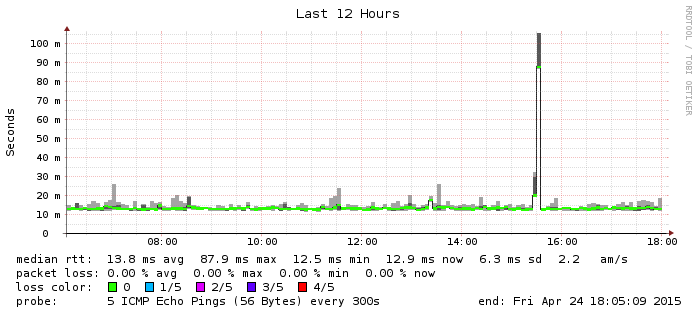 Last 12 Hours
RRDTOOL / TOBI OETIKER
Seconds
100 m
90 m
80 m
70 m
60 m
50 m
40 m
30 m
20 m
10 m
0
08:00 10:00 12:00 14:00 16:00 18:00
median rtt: 13.8 ms avg 87.9 ms max 12.5 ms min 12.9 ms now 6.3 ms sd 2.2 am/s
packet loss: 0.00 % avg 0.00 % max 0.00 % min 0.00 % now
loss color: 0 1/5 2/5 3/5 4/5
probe: 5 ICMP Echo Pings (56 Bytes) every 300s end: Fri Apr 24 18:05:09 2015